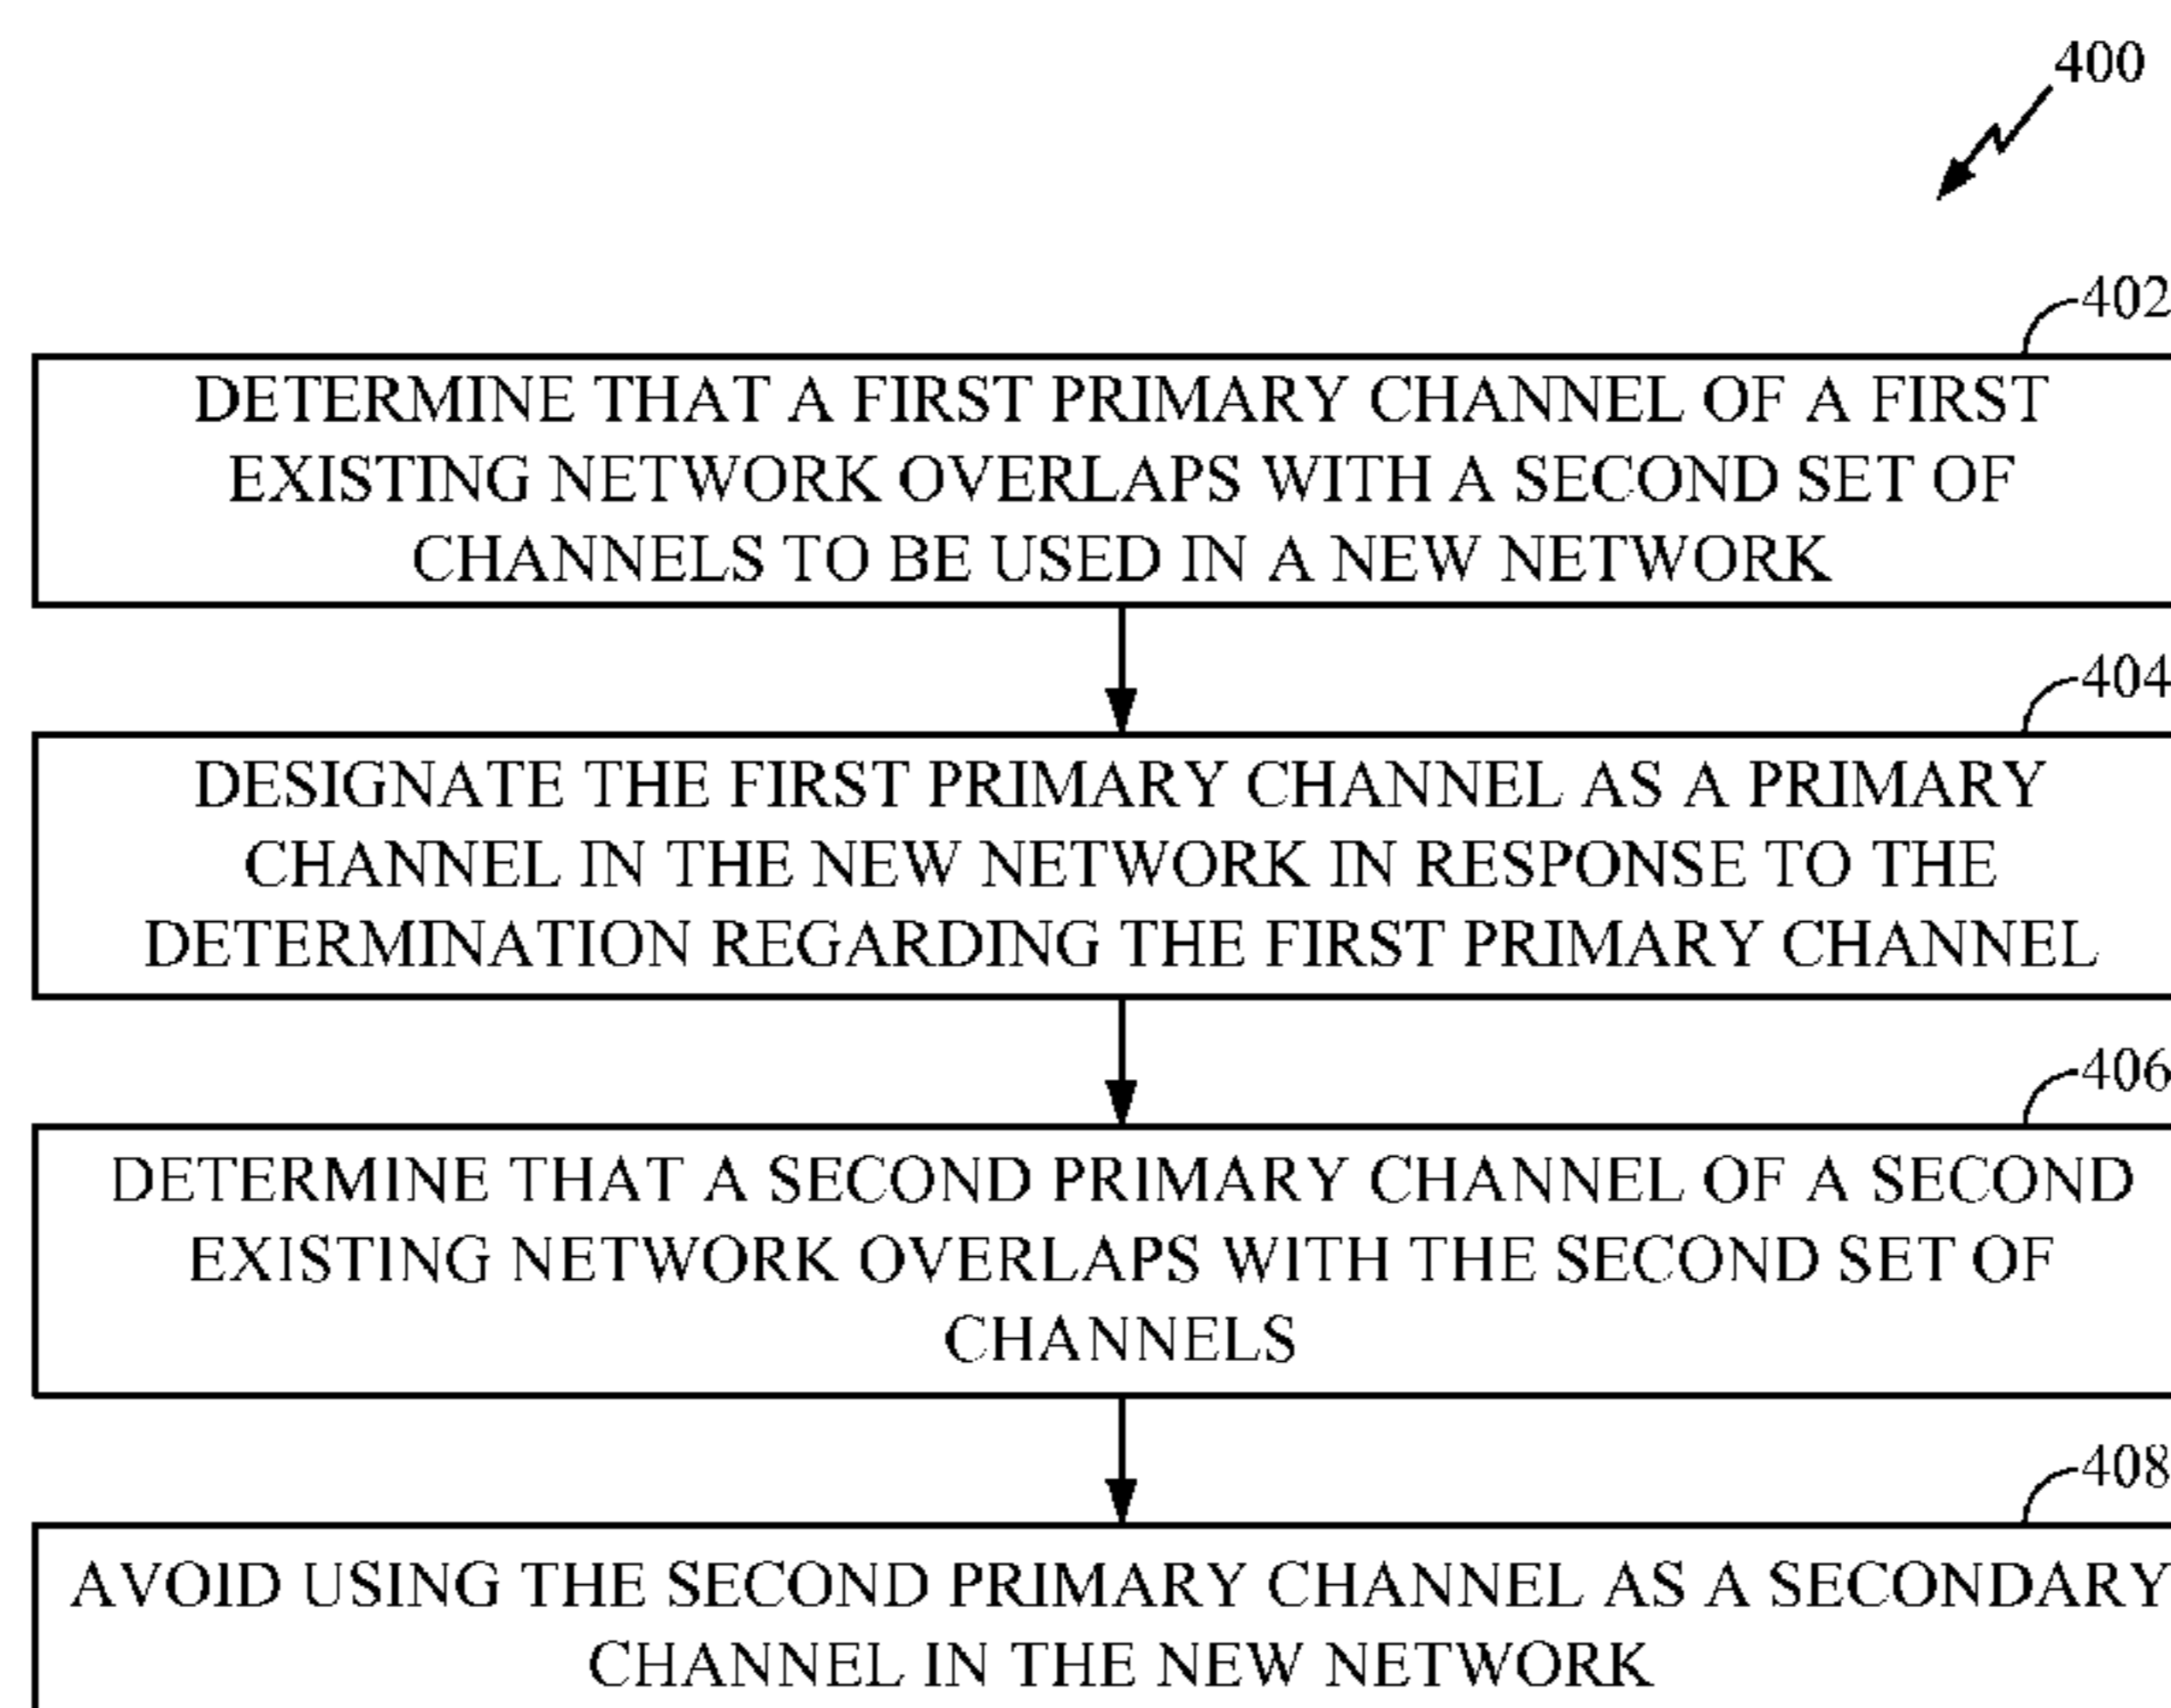 400
402
DETERMINE THAT A FIRST PRIMARY CHANNEL OF A FIRST
EXISTING NETWORK OVERLAPS WITH A SECOND SET OF
CHANNELS TO BE USED IN A NEW NETWORK
404
DESIGNATE THE FIRST PRIMARY CHANNEL AS A PRIMARY
CHANNEL IN THE NEW NETWORK IN RESPONSE TO THE
DETERMINATION REGARDING THE FIRST PRIMARY CHANNEL
406
DETERMINE THAT A SECOND PRIMARY CHANNEL OF A SECOND
EXISTING NETWORK OVERLAPS WITH THE SECOND SET OF
CHANNELS
408
AVOID USING THE SECOND PRIMARY CHANNEL AS A SECONDARY
CHANNEL IN THE NEW NETWORK